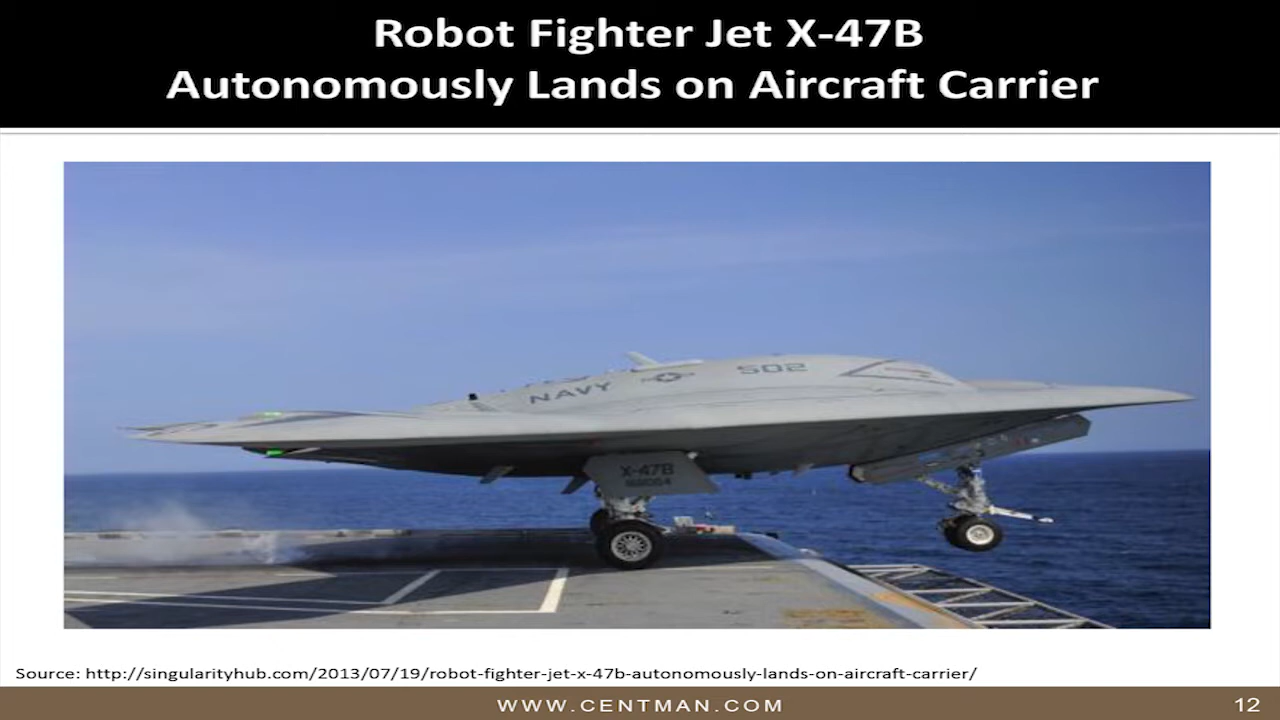 Robot Fighter Jet X-47B
Autonomously Lands on Aircraft Carrier
502
NAVY
X-47B
Source: http://singularityhub.com/2013/07/19/robot-fighter-jet-x-47b-autonomously-lands-on-aircraft-carrier/
WWW.CENTMAN.COM
12